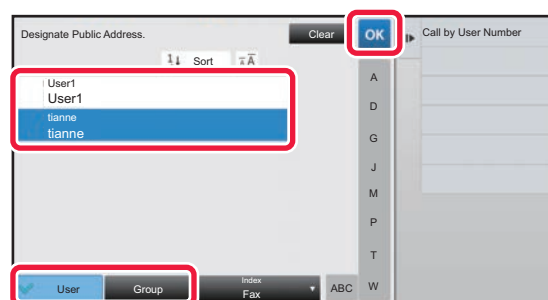 Designate Public Address.
Clear
OK
Call by User Number
Sort
A A
User1
User1
tianne
tianne
A
D
G
J
M
P
T
W
User
Group
Index
Fax
ABC